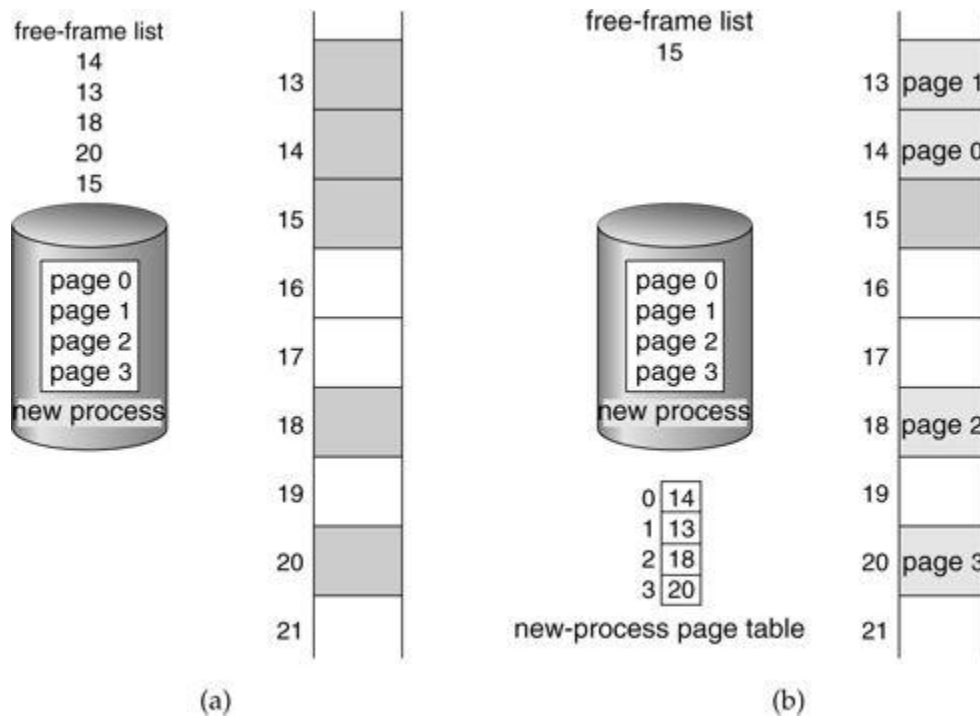 free-frame list
14
13
18
20
15
page 0
page 1
page 2
page 3
new process
13
14
15
16
17
18
19
20
21
(a)
free-frame list
15
page 0
page 1
page 2
page 3
new process
0 14
1 13
2 18
3 20
new-process page table
13 page 1
14 page 0
15
16
17
18 page 2
19
20 page 3
21
(b)